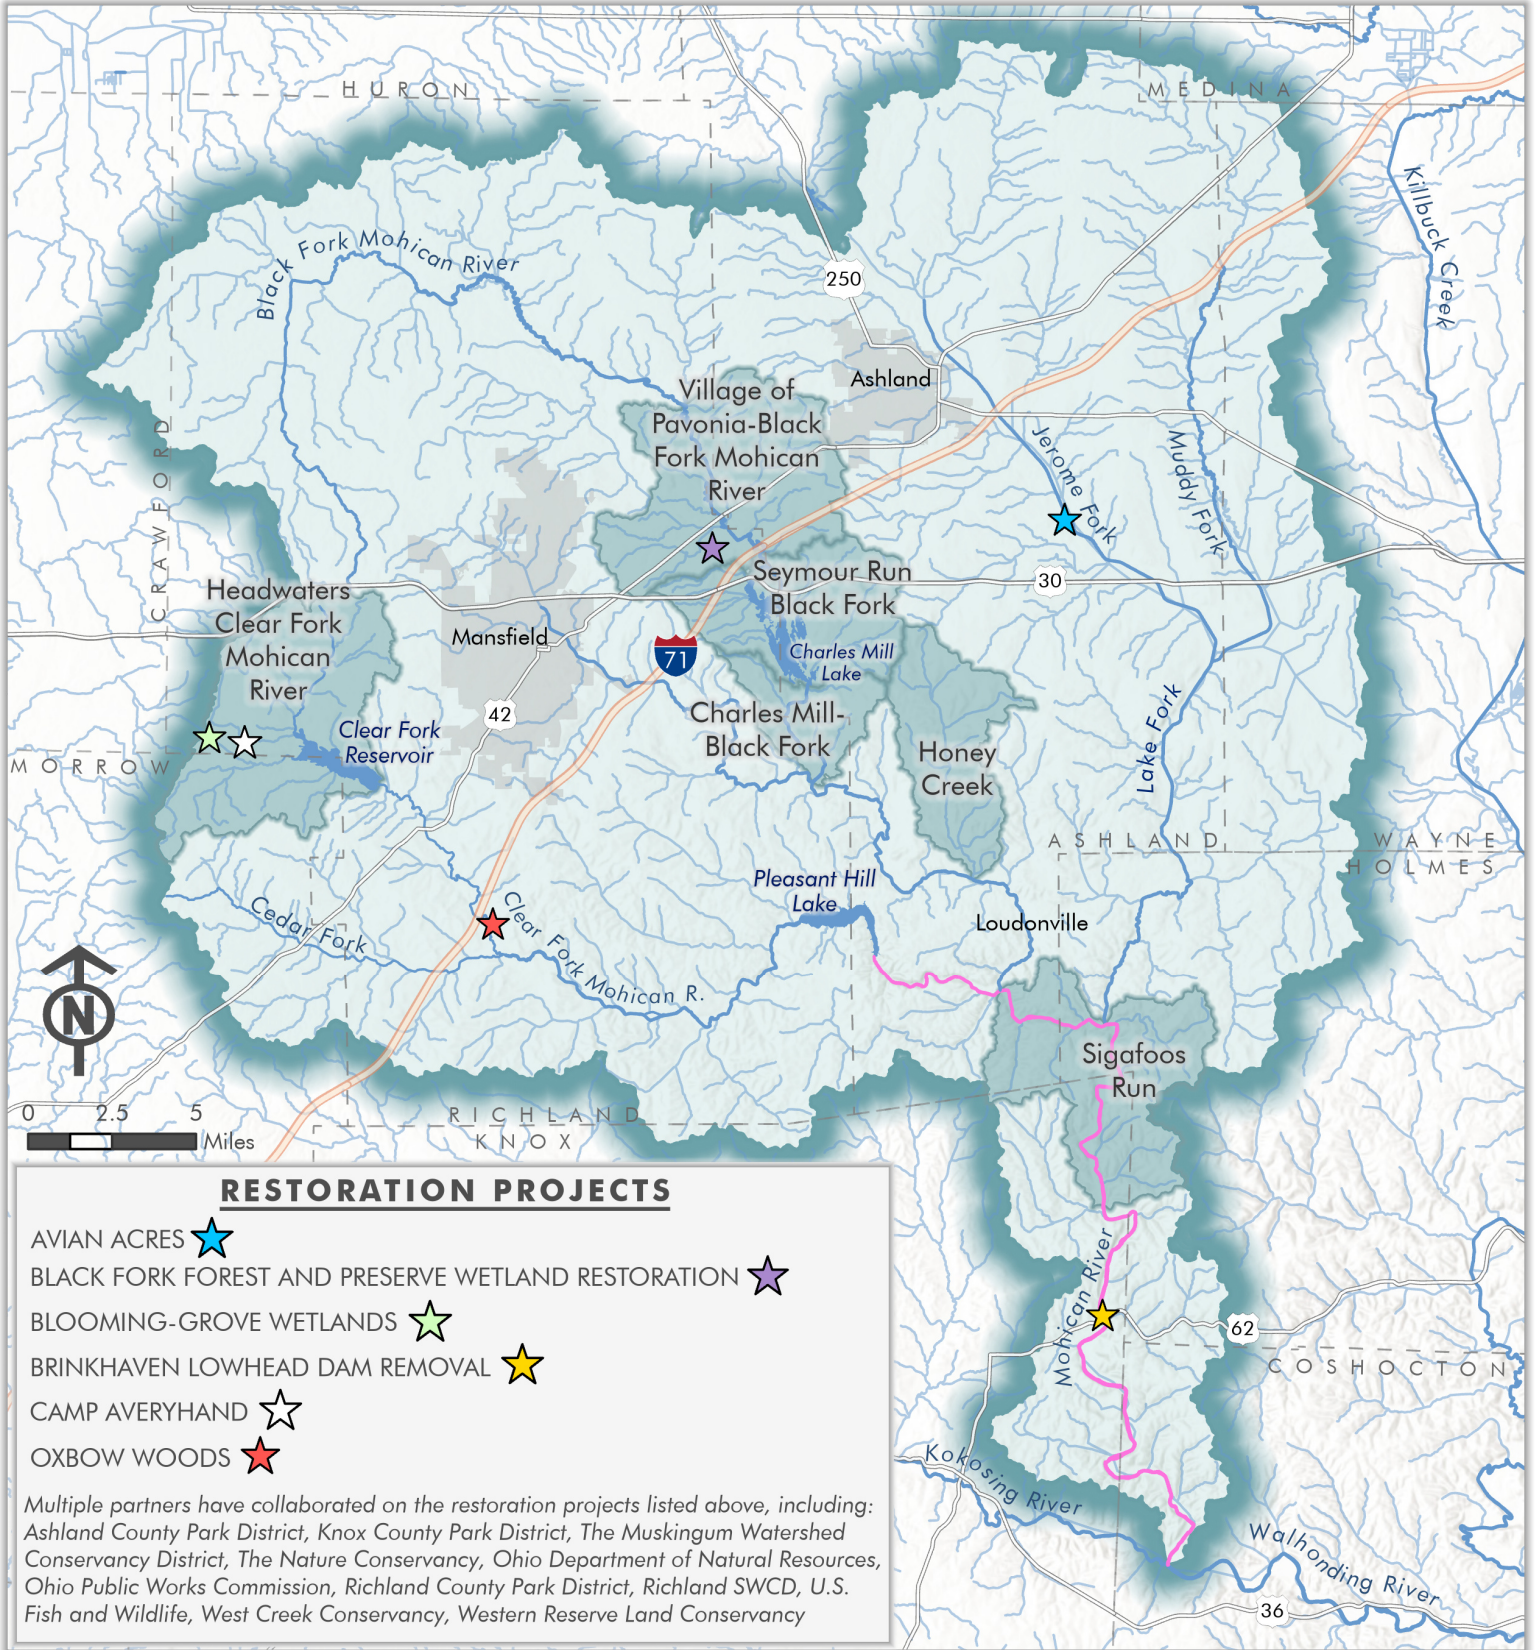 HURON
MEDINA
Killbuck Creek
Black Fork Mohican River
250
Ashland
Village of
Pavonia-Black
Fork Mohican
River
Jerome Fork
Muddy Fork
CRAWFORD
Headwaters
Clear Fork
Mohican
River
Seymour Run
Black Fork
30
Mansfield
71
Charles Mill
Lake
42
Charles Mill-
Black Fork
Clear Fork
Reservoir
Honey
Creek
Lake Fork
MORROW
ASHLAND
WAYNE
HOLMES
Pleasant Hill
Lake
Loudonville
Cedar Fork
Clear Fork Mohican R.
N
Sigafoos
Run
0 2.5 5
Miles
RICHLAND
KNOX
RESTORATION PROJECTS
AVIAN ACRES
BLACK FORK FOREST AND PRESERVE WETLAND RESTORATION
BLOOMING-GROVE WETLANDS
BRINKHAVEN LOWHEAD DAM REMOVAL
CAMP AVERYHAND
OXBOW WOODS
Multiple partners have collaborated on the restoration projects listed above, including:
Ashland County Park District, Knox County Park District, The Muskingum Watershed
Conservancy District, The Nature Conservancy, Ohio Department of Natural Resources,
Ohio Public Works Commission, Richland County Park District, Richland SWCD, U.S.
Fish and Wildlife, West Creek Conservancy, Western Reserve Land Conservancy
Mohican River
62
COSHOCTON
Kokosing River
Walhonding River
36